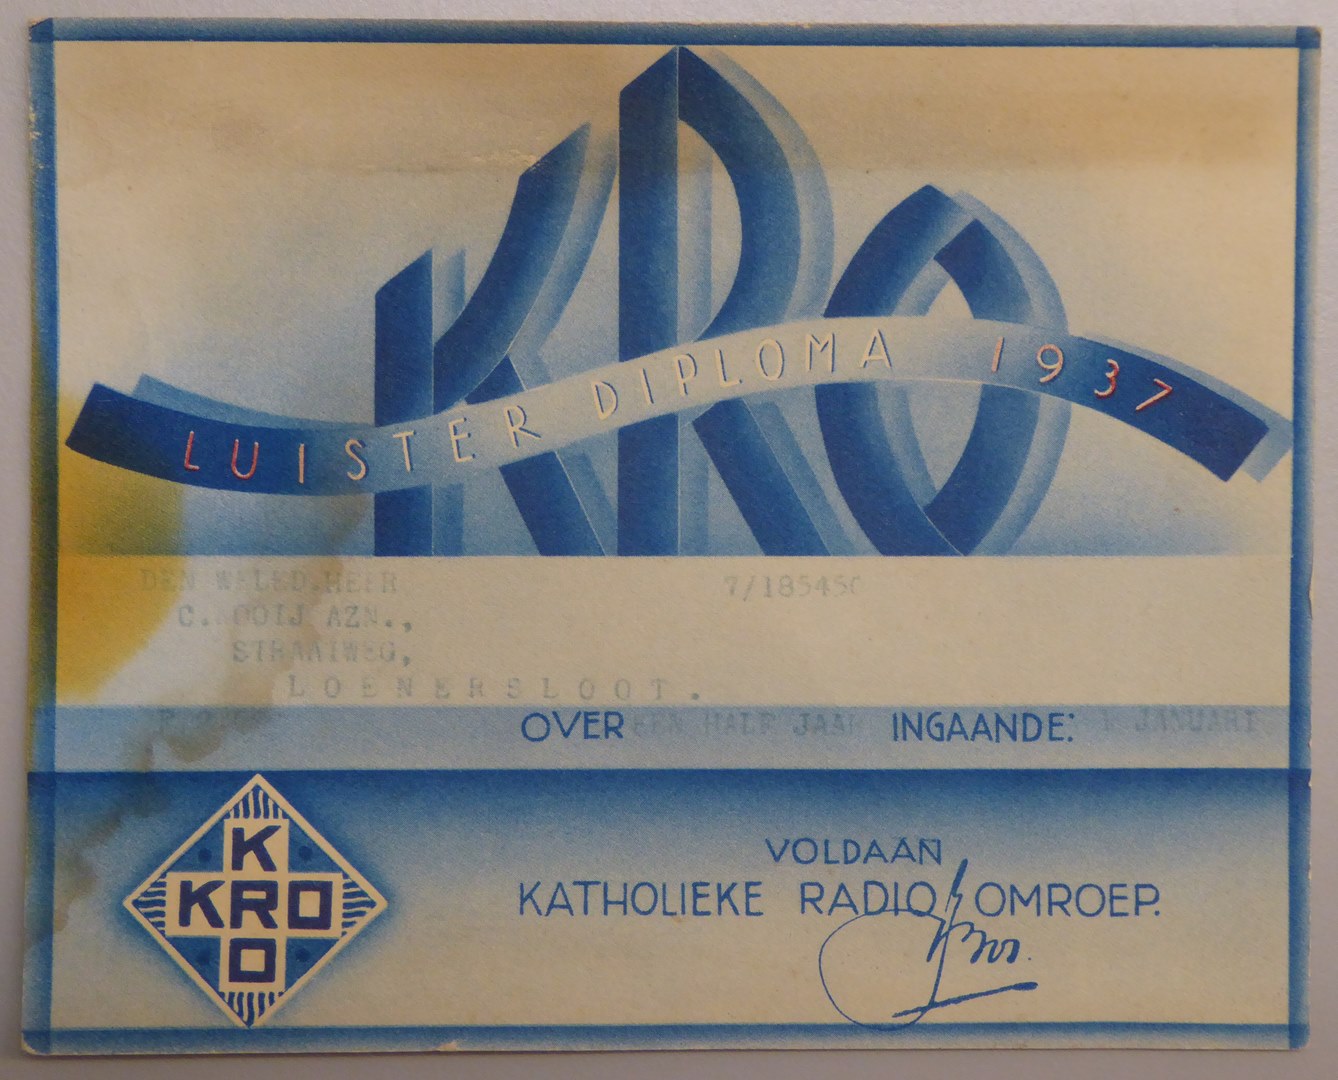 KRO
LUISTER DIPLOMA 1937
DEN WELED.HEER 7/185450
C. OOIJ AZN.,
STRAATWEG,
LOENERSLOOT.
OVER EEN HALF JAAR INGAANDE: 1 JANUARI
K
KRO
O
VOLDAAN
KATHOLIEKE RADIO OMROEP.